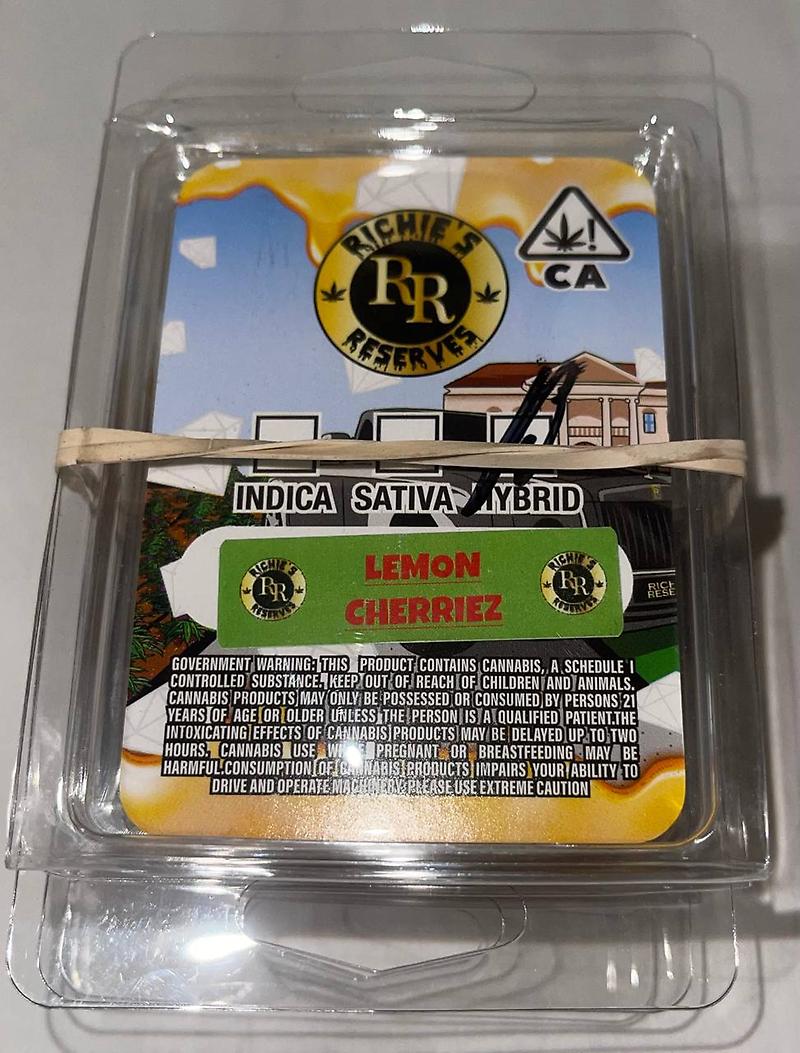 RICHIE'S
RR
RESERVES
!
CA
INDICA SATIVA HYBRID
RICHIE'S
RR
RESERVES
LEMON
CHERRIEZ
RICHIE'S
RR
RESERVES
RICH
RESE
GOVERNMENT WARNING: THIS PRODUCT CONTAINS CANNABIS, A SCHEDULE I
CONTROLLED SUBSTANCE. KEEP OUT OF REACH OF CHILDREN AND ANIMALS.
CANNABIS PRODUCTS MAY ONLY BE POSSESSED OR CONSUMED BY PERSONS 21
YEARS OF AGE OR OLDER UNLESS THE PERSON IS A QUALIFIED PATIENT.THE
INTOXICATING EFFECTS OF CANNABIS PRODUCTS MAY BE DELAYED UP TO TWO
HOURS. CANNABIS USE WHILE PREGNANT OR BREASTFEEDING MAY BE
HARMFUL.CONSUMPTION OF CANNABIS PRODUCTS IMPAIRS YOUR ABILITY TO
DRIVE AND OPERATE MACHINERY. PLEASE USE EXTREME CAUTION